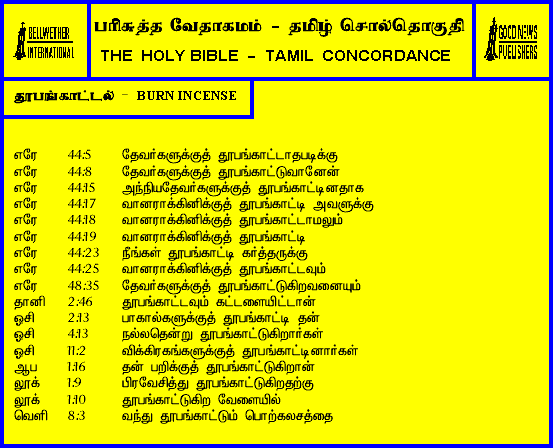 BELLWETHER
INTERNATIONAL
பரிசுத்த வேதாகமம் - தமிழ் சொல்தொகுதி
THE HOLY BIBLE - TAMIL CONCORDANCE
GOOD NEWS
PUBLISHERS
தூபங்காட்டல் - BURN INCENSE
எரே 44:5 தேவர்களுக்குத் தூபங்காட்டாதபடிக்கு
எரே 44:8 தேவர்களுக்குத் தூபங்காட்டுவானேன்
எரே 44:15 அந்நியதேவர்களுக்குத் தூபங்காட்டினதாக
எரே 44:17 வானராக்கினிக்குத் தூபங்காட்டி அவளுக்கு
எரே 44:18 வானராக்கினிக்குத் தூபங்காட்டாமலும்
எரே 44:19 வானராக்கினிக்குத் தூபங்காட்டி
எரே 44:23 நீங்கள் தூபங்காட்டி கர்த்தருக்கு
எரே 44:25 வானராக்கினிக்குத் தூபங்காட்டவும்
எரே 48:35 தேவர்களுக்குத் தூபங்காட்டுகிறவனையும்
தானி 2:46 தூபங்காட்டவும் கட்டளையிட்டான்
ஓசி 2:13 பாகால்களுக்குத் தூபங்காட்டி தன்
ஓசி 4:13 நல்லதென்று தூபங்காட்டுகிறார்கள்
ஓசி 11:2 விக்கிரகங்களுக்குத் தூபங்காட்டினார்கள்
ஆப 1:16 தன் பறிக்குத் தூபங்காட்டுகிறான்
லூக் 1:9 பிரவேசித்து தூபங்காட்டுகிறதற்கு
லூக் 1:10 தூபங்காட்டுகிற வேளையில்
வெளி 8:3 வந்து தூபங்காட்டும் பொற்கலசத்தை